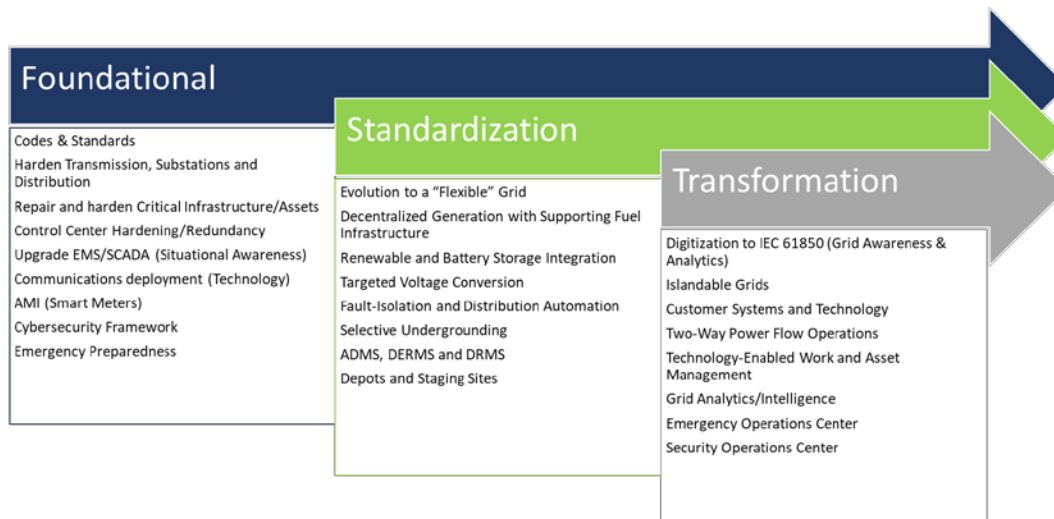 Foundational
Codes & Standards
Harden Transmission, Substations and
Distribution
Repair and harden Critical Infrastructure/Assets
Control Center Hardening/Redundancy
Upgrade EMS/SCADA (Situational Awareness)
Communications deployment (Technology)
AMI (Smart Meters)
Cybersecurity Framework
Emergency Preparedness
Standardization
Evolution to a “Flexible” Grid
Decentralized Generation with Supporting Fuel
Infrastructure
Renewable and Battery Storage Integration
Targeted Voltage Conversion
Fault-Isolation and Distribution Automation
Selective Undergrounding
ADMS, DERMS and DRMS
Depots and Staging Sites
Transformation
Digitization to IEC 61850 (Grid Awareness &
Analytics)
Islandable Grids
Customer Systems and Technology
Two-Way Power Flow Operations
Technology-Enabled Work and Asset
Management
Grid Analytics/Intelligence
Emergency Operations Center
Security Operations Center